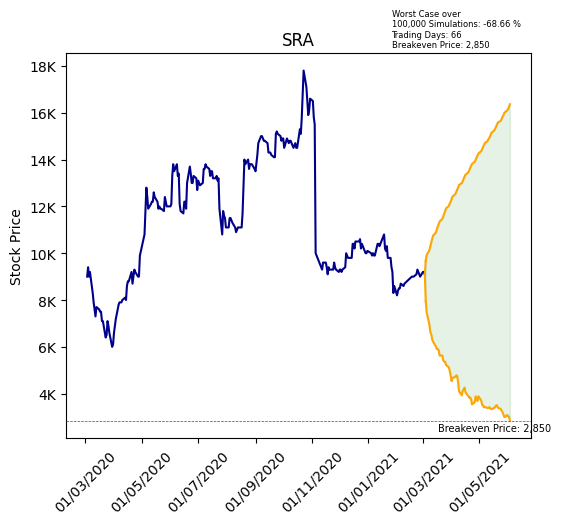 Worst Case over
100,000 Simulations: -68.66 %
Trading Days: 66
Breakeven Price: 2,850
SRA
Stock Price
18K
16K
14K
12K
10K
8K
6K
4K
Breakeven Price: 2,850
01/03/2020
01/05/2020
01/07/2020
01/09/2020
01/11/2020
01/01/2021
01/03/2021
01/05/2021